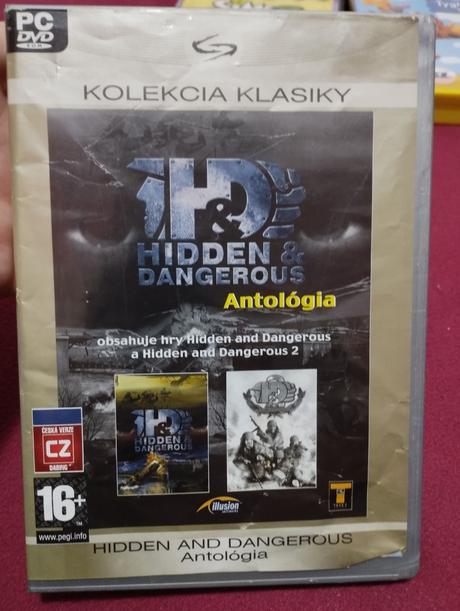 PC
DVD
ROM
KOLEKCIA KLASIKY
H&D
HIDDEN &
DANGEROUS
Antológia
obsahuje hry Hidden and Dangerous
a Hidden and Dangerous 2
H&D
HIDDEN &
DANGEROUS
ČESKÁ VERZE
CZ
DABING
16+
www.pegi.info
illusion
SOFTWORKS
T
HIDDEN AND DANGEROUS
Antológia